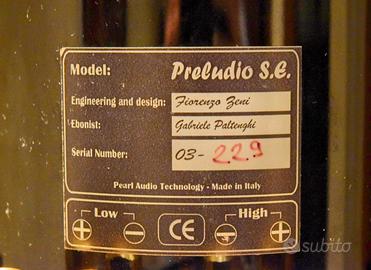 Model: Preludio S.E.
Engineering and design: Fiorenzo Zeni
Ebonist: Gabriele Paltenghi
Serial Number: 03-229
Pearl Audio Technology - Made in Italy
Low High
+ - CE - +
subito